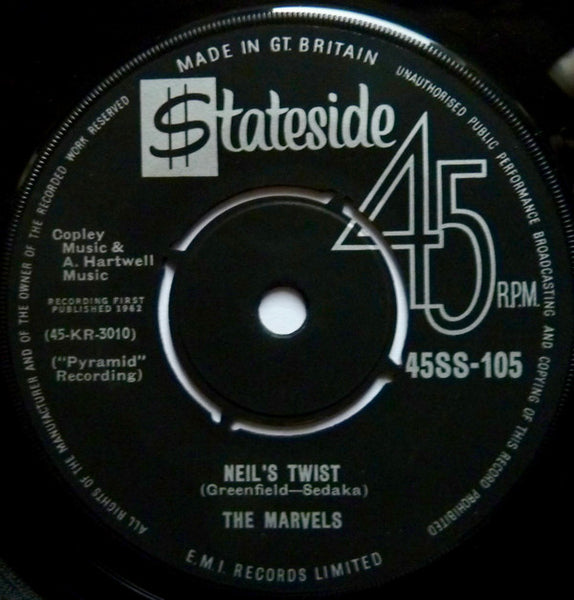 MADE IN GT. BRITAIN
UNAUTHORISED PUBLIC PERFORMANCE BROADCASTING AND COPYING OF THIS RECORD PROHIBITED
ALL RIGHTS OF THE MANUFACTURER AND OF THE OWNER OF THE RECORDED WORK RESERVED
$tateside
45
R.P.M.
Copley
Music &
A. Hartwell
Music
RECORDING FIRST
PUBLISHED 1962
(45-KR-3010)
("Pyramid"
Recording)
45SS-105
NEIL'S TWIST
(Greenfield—Sedaka)
THE MARVELS
E.M.I. RECORDS LIMITED